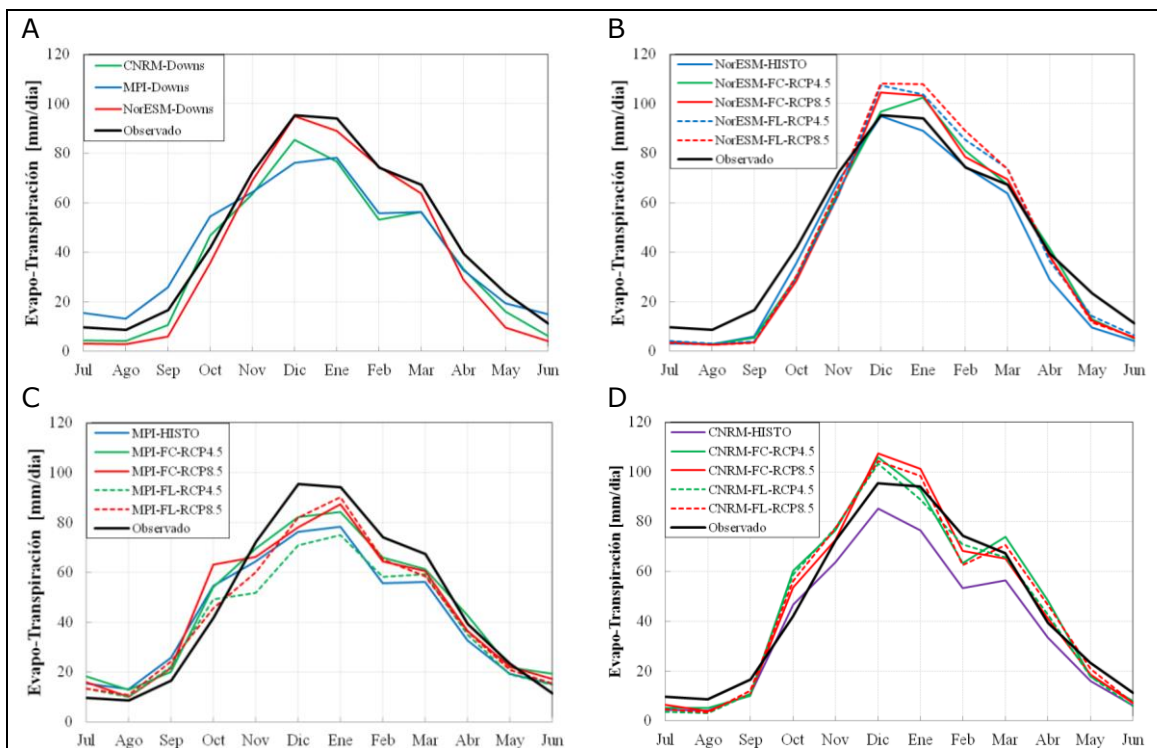 A
Evapo-Transpiración [mm/dia]
120
100
80
60
40
20
0
CNRM-Downs
MPI-Downs
NorESM-Downs
Observado
Jul Ago Sep Oct Nov Dic Ene Feb Mar Abr May Jun
B
Evapo-Transpiración [mm/dia]
120
100
80
60
40
20
0
NorESM-HISTO
NorESM-FC-RCP4.5
NorESM-FC-RCP8.5
NorESM-FL-RCP4.5
NorESM-FL-RCP8.5
Observado
Jul Ago Sep Oct Nov Dic Ene Feb Mar Abr May Jun
C
Evapo-Transpiración [mm/dia]
120
100
80
60
40
20
0
MPI-HISTO
MPI-FC-RCP4.5
MPI-FC-RCP8.5
MPI-FL-RCP4.5
MPI-FL-RCP8.5
Observado
Jul Ago Sep Oct Nov Dic Ene Feb Mar Abr May Jun
D
Evapo-Transpiración [mm/dia]
120
100
80
60
40
20
0
CNRM-HISTO
CNRM-FC-RCP4.5
CNRM-FC-RCP8.5
CNRM-FL-RCP4.5
CNRM-FL-RCP8.5
Observado
Jul Ago Sep Oct Nov Dic Ene Feb Mar Abr May Jun